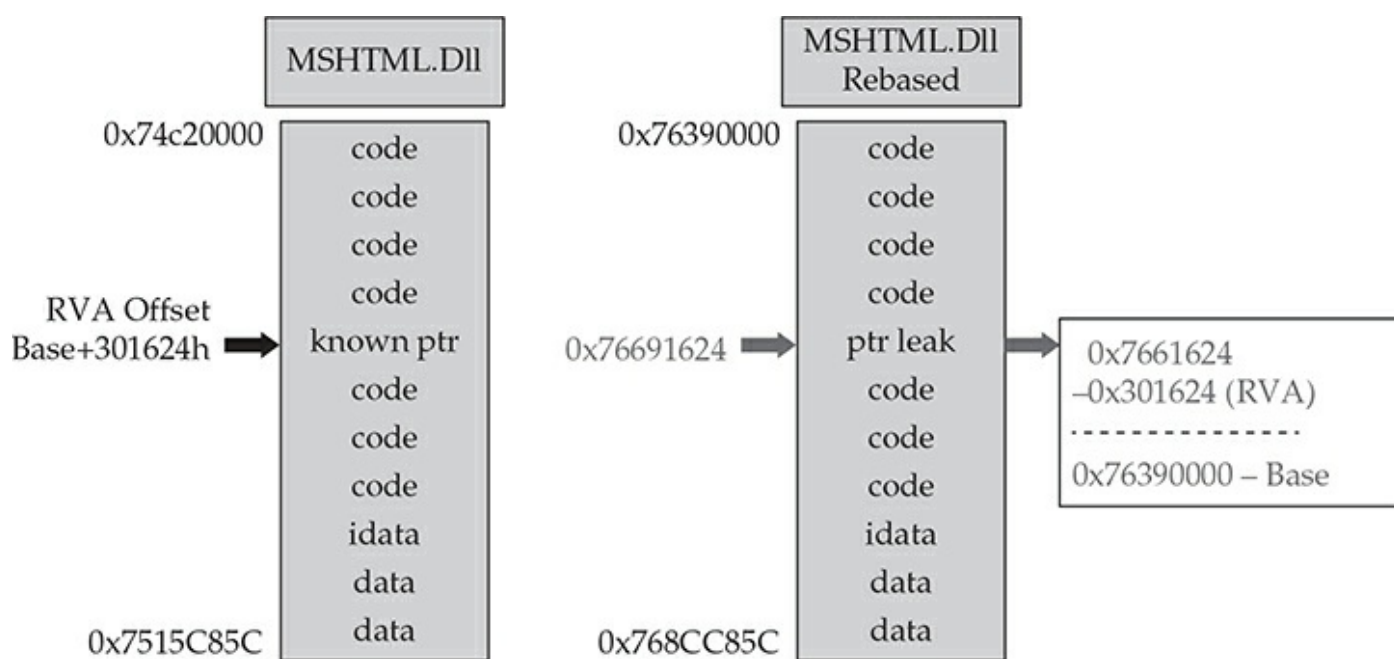 MSHTML.Dll
0x74c20000
code
code
code
code
RVA Offset
Base+301624h
known ptr
code
code
code
idata
data
data
0x7515C85C
MSHTML.Dll
Rebased
0x76390000
code
code
code
code
0x76691624
ptr leak
code
code
code
idata
data
data
0x768CC85C
0x7661624
–0x301624 (RVA)
0x76390000 – Base